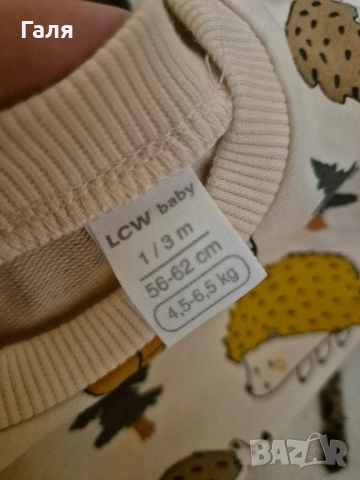 Галя
LCW baby
1 / 3 m
56-62 cm
4,5-6,5 kg
BAZAR